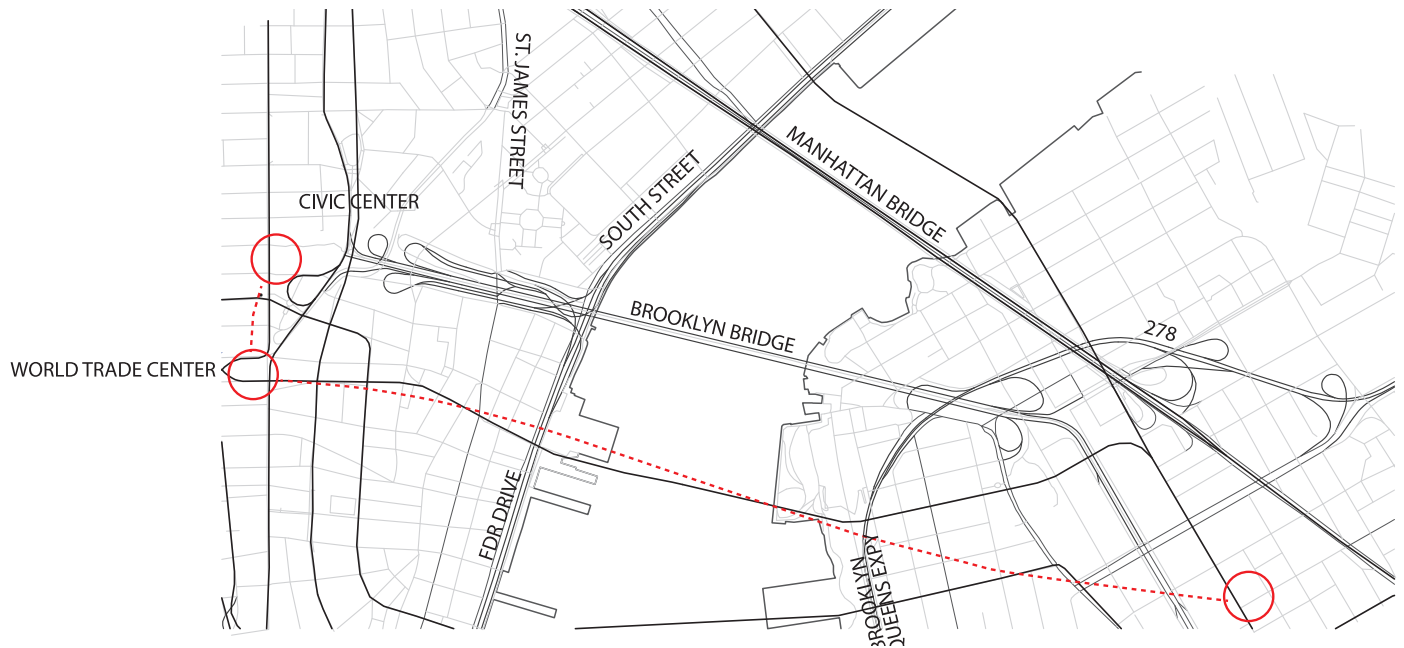 ST. JAMES STREET
MANHATTAN BRIDGE
SOUTH STREET
CIVIC CENTER
BROOKLYN BRIDGE
278
WORLD TRADE CENTER
FDR DRIVE
BROOKLYN
QUEENS EXPY